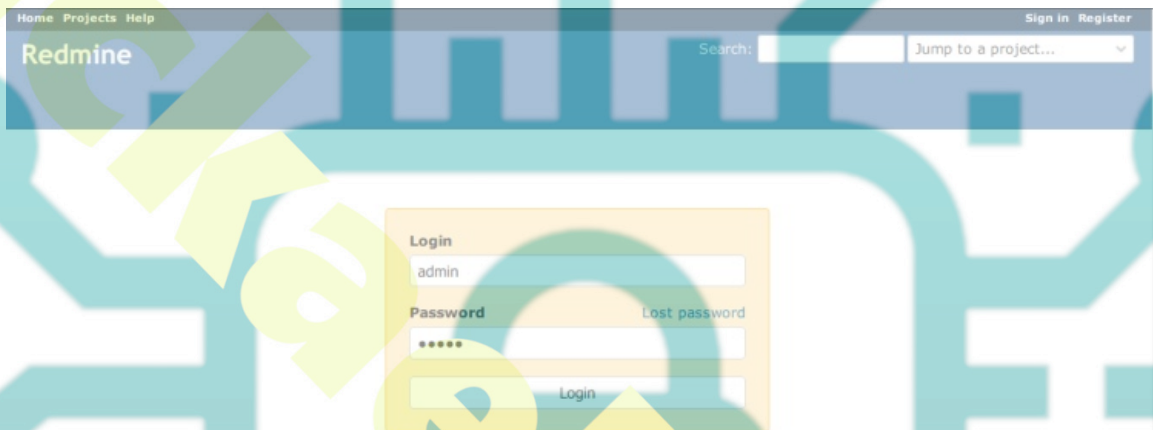 Home Projects Help Sign in Register
Redmine
Search: Jump to a project...
Login
admin
Password Lost password
•••••
Login